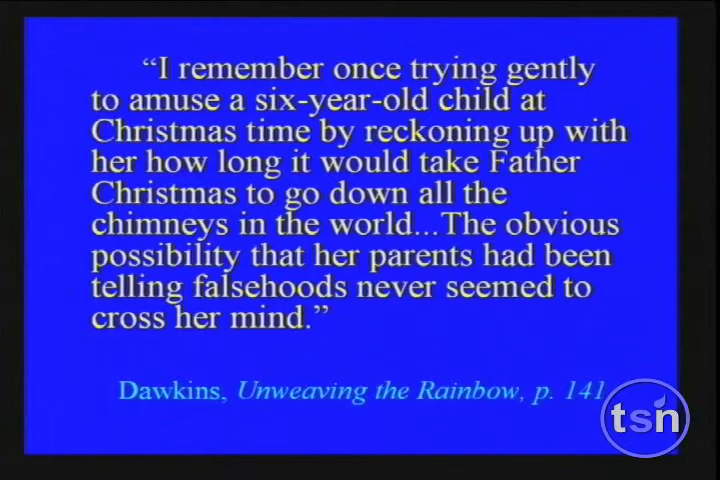 “I remember once trying gently
to amuse a six-year-old child at
Christmas time by reckoning up with
her how long it would take Father
Christmas to go down all the
chimneys in the world...The obvious
possibility that her parents had been
telling falsehoods never seemed to
cross her mind.”
Dawkins, Unweaving the Rainbow, p. 141
tsn